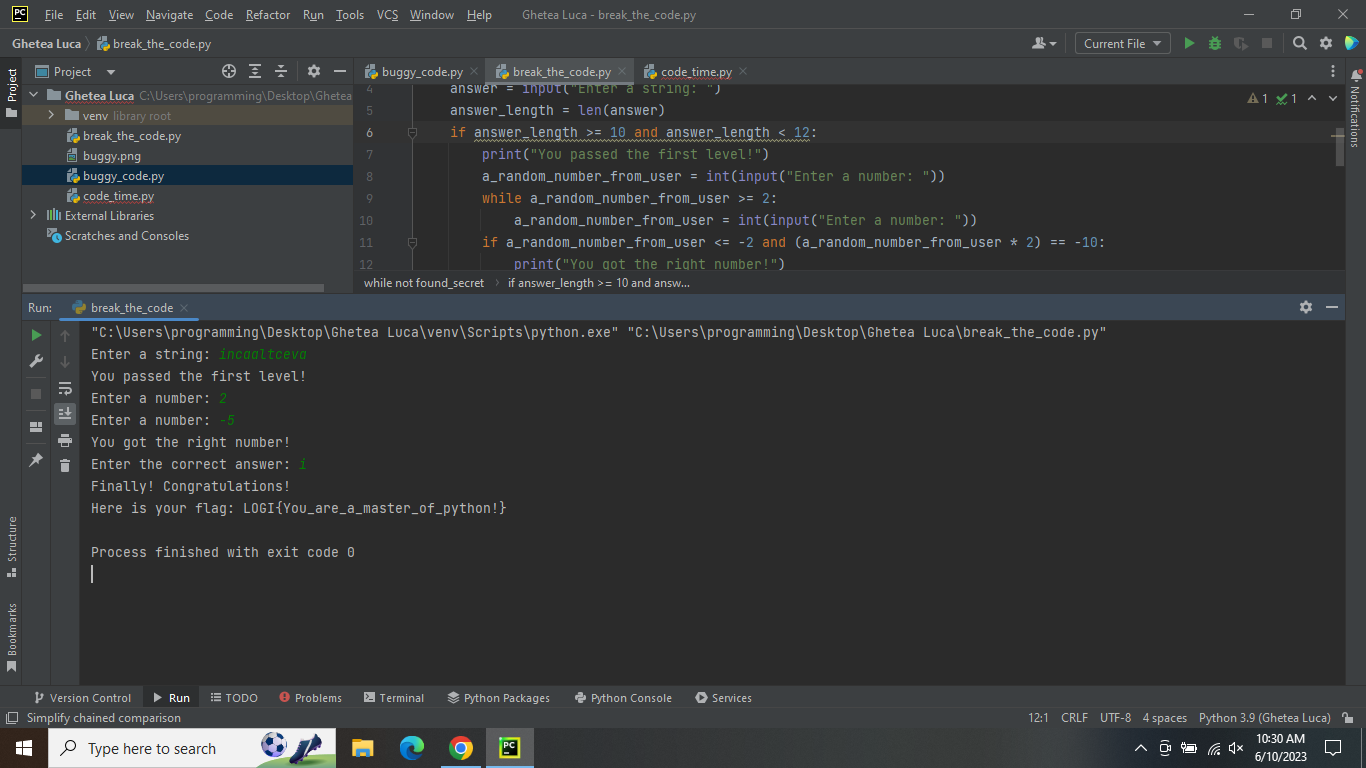 PC File Edit View Navigate Code Refactor Run Tools VCS Window Help Ghetea Luca - break_the_code.py
Ghetea Luca break_the_code.py Current File
Project Project buggy_code.py break_the_code.py code_time.py
Ghetea Luca C:\Users\programming\Desktop\Ghetea
venv library root
break_the_code.py
buggy.png
buggy_code.py
code_time.py
External Libraries
Scratches and Consoles
4 answer = input("Enter a string: ")
5 answer_length = len(answer)
6 if answer_length >= 10 and answer_length < 12:
7 print("You passed the first level!")
8 a_random_number_from_user = int(input("Enter a number: "))
9 while a_random_number_from_user >= 2:
10 a_random_number_from_user = int(input("Enter a number: "))
11 if a_random_number_from_user <= -2 and (a_random_number_from_user * 2) == -10:
12 print("You got the right number!")
1 1
Notifications
while not found_secret if answer_length >= 10 and answ...
Run: break_the_code
"C:\Users\programming\Desktop\Ghetea Luca\venv\Scripts\python.exe" "C:\Users\programming\Desktop\Ghetea Luca\break_the_code.py"
Enter a string: incaaltceva
You passed the first level!
Enter a number: 2
Enter a number: -5
You got the right number!
Enter the correct answer: i
Finally! Congratulations!
Here is your flag: LOGI{You_are_a_master_of_python!}
Process finished with exit code 0
Structure
Bookmarks
Version Control Run TODO Problems Terminal Python Packages Python Console Services
Simplify chained comparison 12:1 CRLF UTF-8 4 spaces Python 3.9 (Ghetea Luca)
Type here to search PC 10:30 AM
6/10/2023